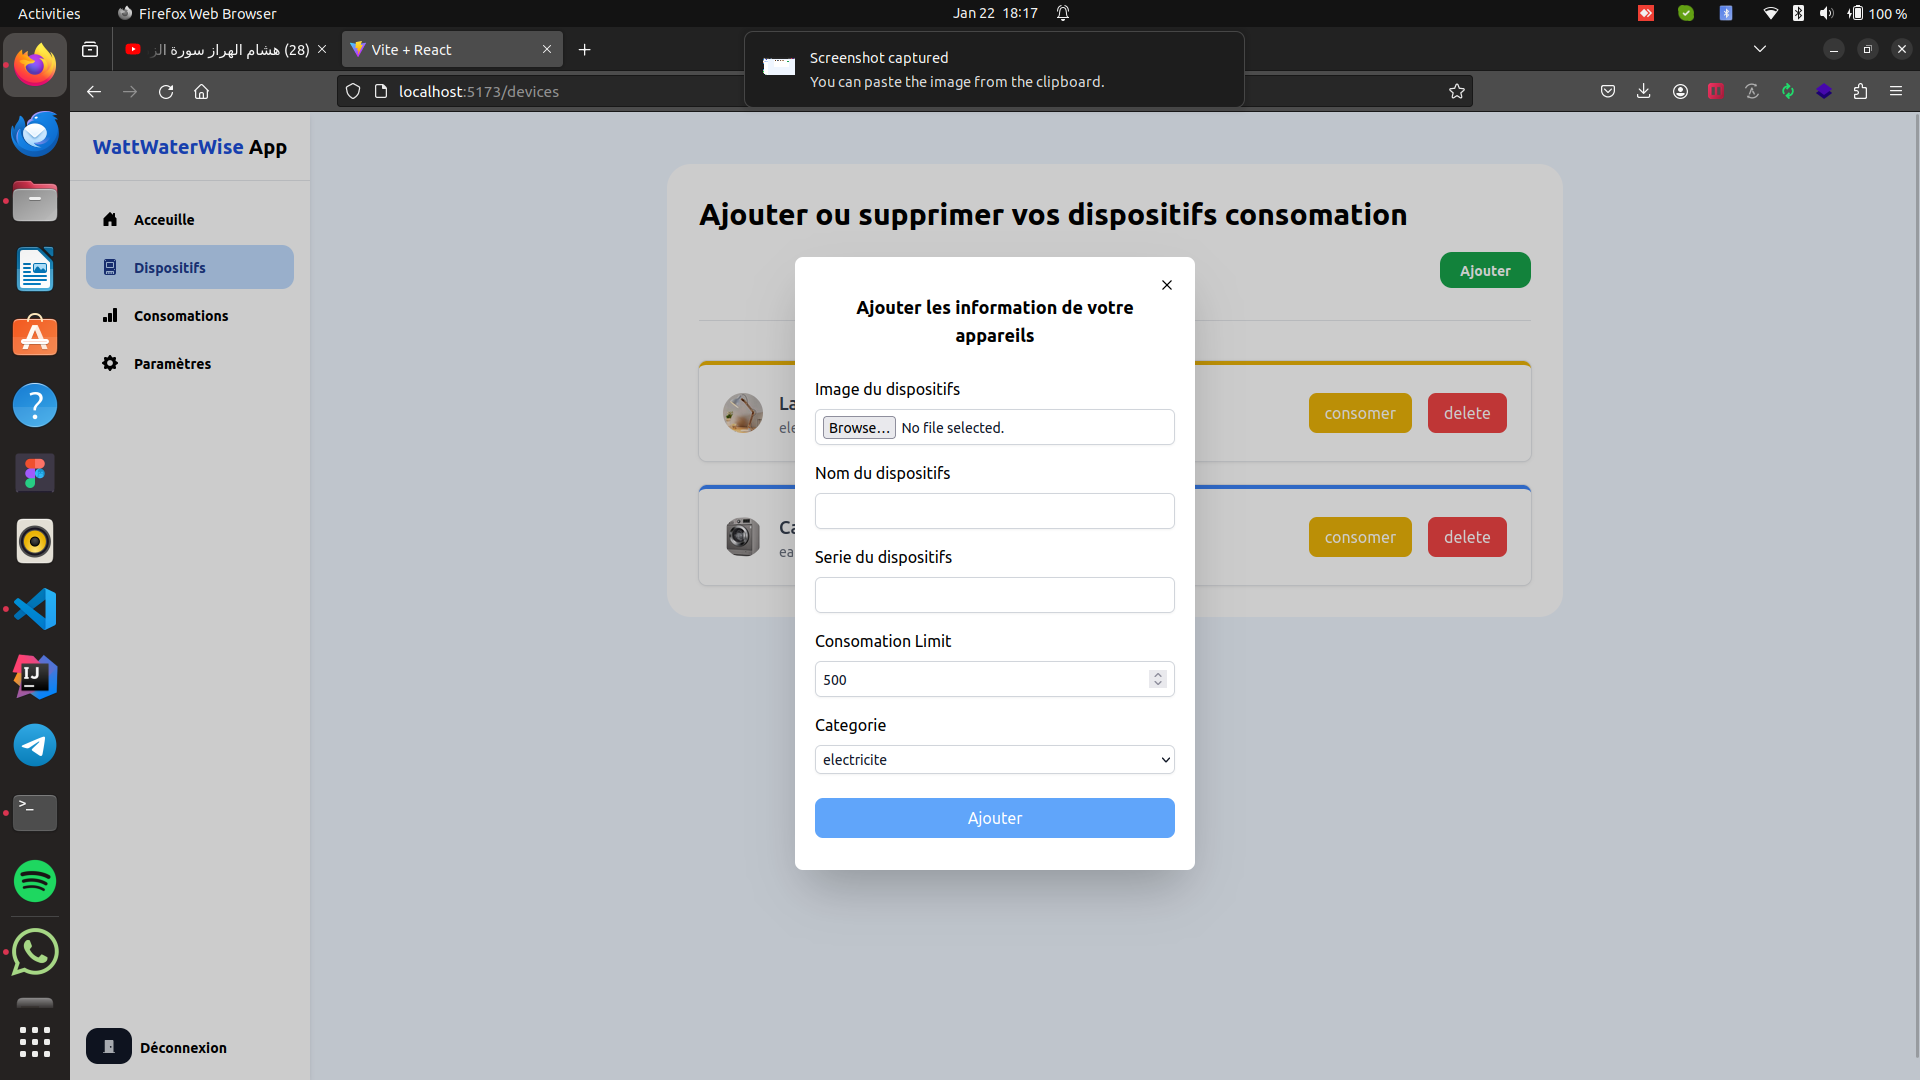 Activities
Firefox Web Browser
Jan 22 18:17
100 %
(28) هشام الهراز سورة الز
Vite + React
Screenshot captured
You can paste the image from the clipboard.
localhost:5173/devices
WattWaterWise App
Acceuille
Dispositifs
Consomations
Paramètres
Déconnexion
Ajouter ou supprimer vos dispositifs consomation
Ajouter
La
ele
consomer
delete
Ca
ea
consomer
delete
Ajouter les information de votre
appareils
Image du dispositifs
Browse...
No file selected.
Nom du dispositifs
Serie du dispositifs
Consomation Limit
500
Categorie
electricite
Ajouter